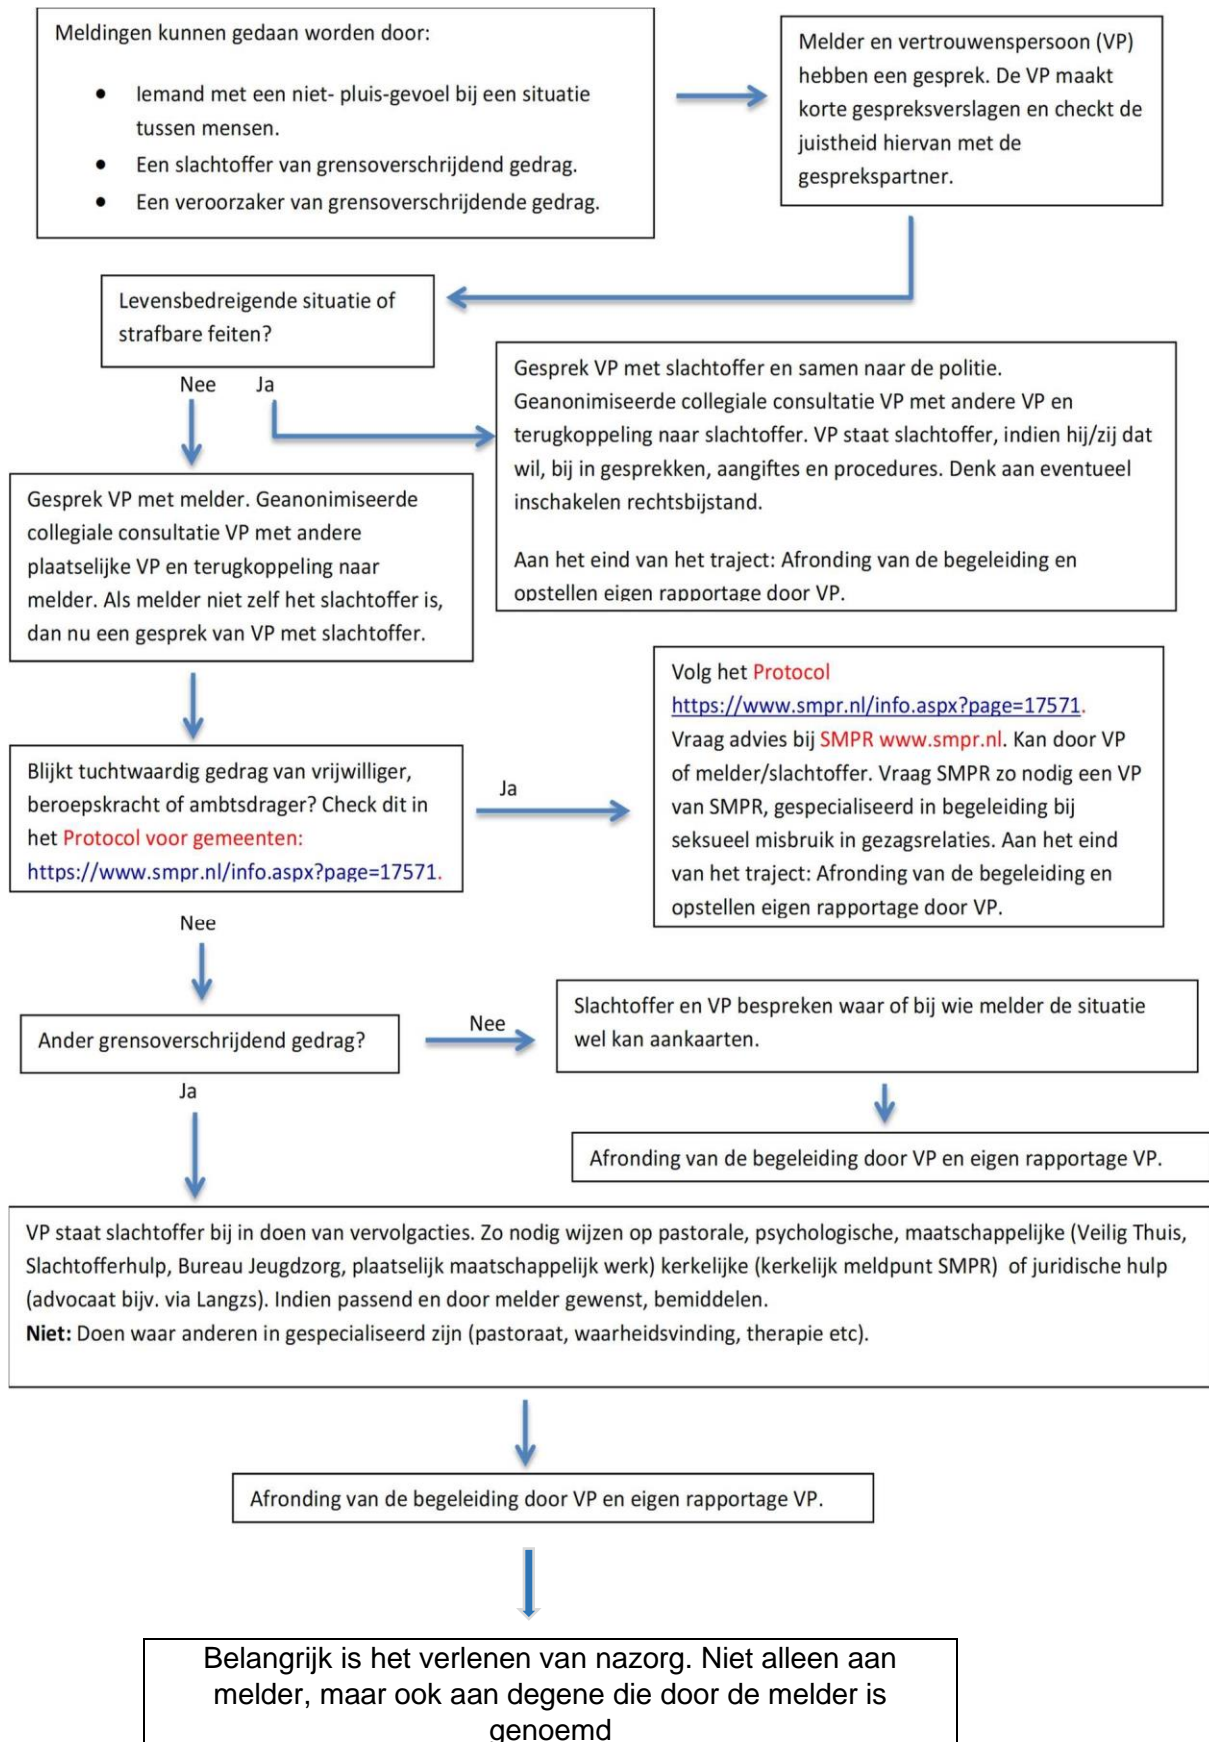 Meldingen kunnen gedaan worden door:
• Iemand met een niet- pluis-gevoel bij een situatie
tussen mensen.
• Een slachtoffer van grensoverschrijdend gedrag.
• Een veroorzaker van grensoverschrijdende gedrag.
Melder en vertrouwenspersoon (VP)
hebben een gesprek. De VP maakt
korte gespreksverslagen en checkt de
juistheid hiervan met de
gesprekspartner.
Levensbedreigende situatie of
strafbare feiten?
Nee Ja
Gesprek VP met slachtoffer en samen naar de politie.
Geanonimiseerde collegiale consultatie VP met andere VP en
terugkoppeling naar slachtoffer. VP staat slachtoffer, indien hij/zij dat
wil, bij in gesprekken, aangiftes en procedures. Denk aan eventueel
inschakelen rechtsbijstand.
Aan het eind van het traject: Afronding van de begeleiding en
opstellen eigen rapportage door VP.
Gesprek VP met melder. Geanonimiseerde
collegiale consultatie VP met andere
plaatselijke VP en terugkoppeling naar
melder. Als melder niet zelf het slachtoffer is,
dan nu een gesprek van VP met slachtoffer.
Blijkt tuchtwaardig gedrag van vrijwilliger,
beroepskracht of ambtsdrager? Check dit in
het Protocol voor gemeenten:
https://www.smpr.nl/info.aspx?page=17571.
Ja
Volg het Protocol
https://www.smpr.nl/info.aspx?page=17571.
Vraag advies bij SMPR www.smpr.nl. Kan door VP
of melder/slachtoffer. Vraag SMPR zo nodig een VP
van SMPR, gespecialiseerd in begeleiding bij
seksueel misbruik in gezagsrelaties. Aan het eind
van het traject: Afronding van de begeleiding en
opstellen eigen rapportage door VP.
Nee
Ander grensoverschrijdend gedrag?
Nee
Slachtoffer en VP bespreken waar of bij wie melder de situatie
wel kan aankaarten.
Afronding van de begeleiding door VP en eigen rapportage VP.
Ja
VP staat slachtoffer bij in doen van vervolgacties. Zo nodig wijzen op pastorale, psychologische, maatschappelijke (Veilig Thuis,
Slachtofferhulp, Bureau Jeugdzorg, plaatselijk maatschappelijk werk) kerkelijke (kerkelijk meldpunt SMPR) of juridische hulp
(advocaat bijv. via Langzs). Indien passend en door melder gewenst, bemiddelen.
Niet: Doen waar anderen in gespecialiseerd zijn (pastoraat, waarheidsvinding, therapie etc).
Afronding van de begeleiding door VP en eigen rapportage VP.
Belangrijk is het verlenen van nazorg. Niet alleen aan
melder, maar ook aan degene die door de melder is
genoemd